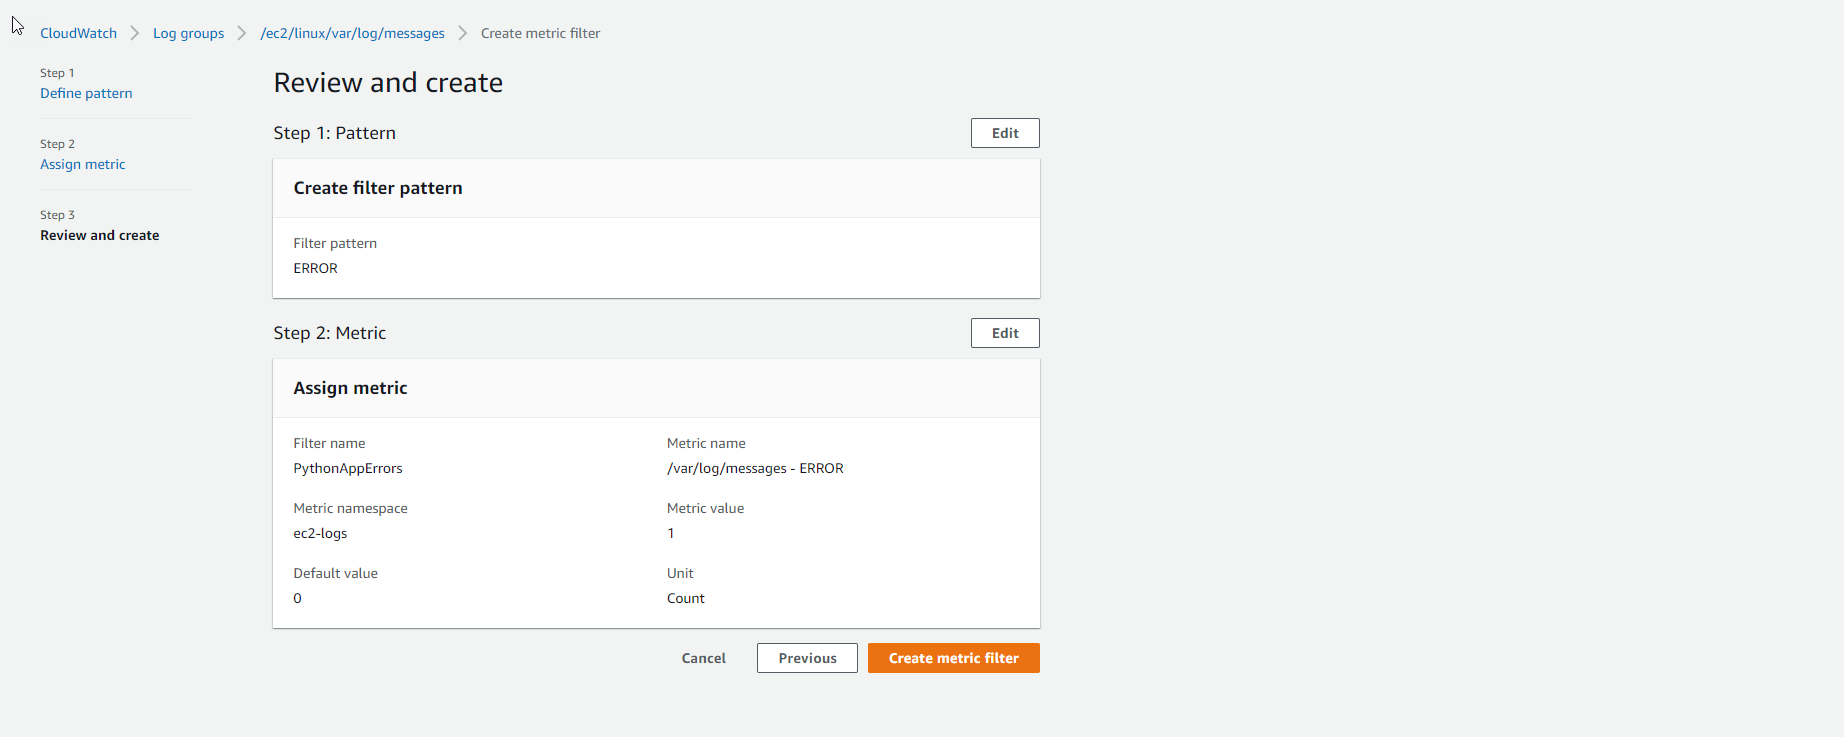 CloudWatch > Log groups > /ec2/linux/var/log/messages > Create metric filter
Step 1
Define pattern
Step 2
Assign metric
Step 3
Review and create
Review and create
Step 1: Pattern
Edit
Create filter pattern
Filter pattern
ERROR
Step 2: Metric
Edit
Assign metric
Filter name
PythonAppErrors
Metric name
/var/log/messages - ERROR
Metric namespace
ec2-logs
Metric value
1
Default value
0
Unit
Count
Cancel
Previous
Create metric filter